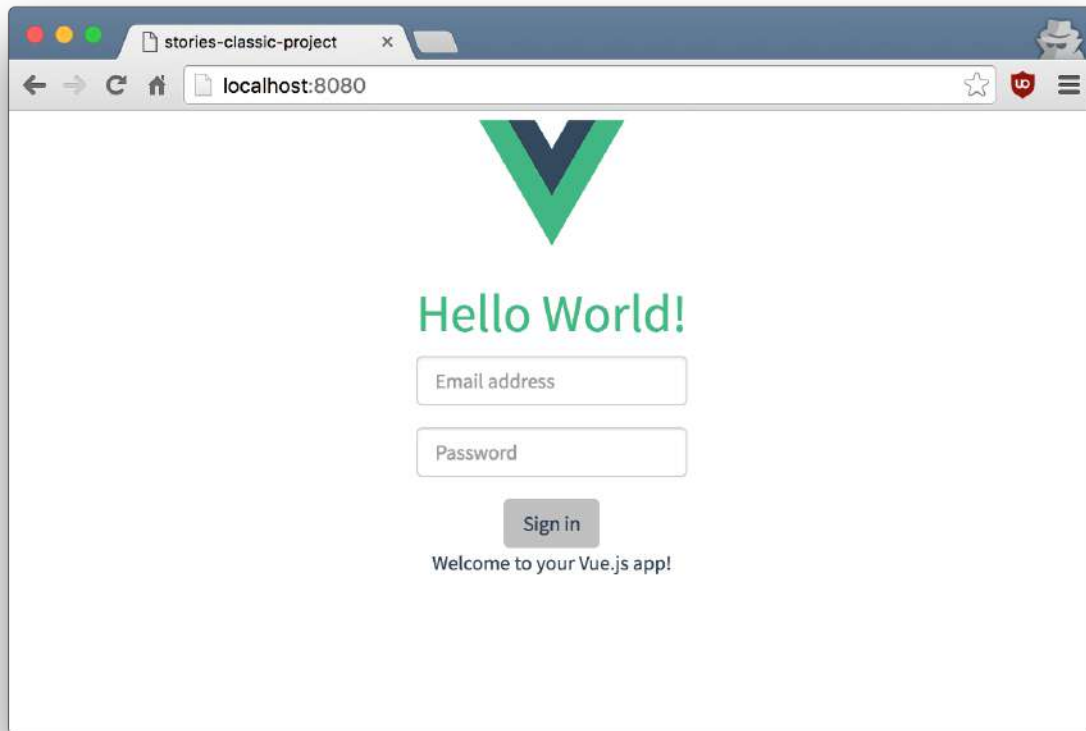 stories-classic-project
localhost:8080
Hello World!
Email address
Password
Sign in
Welcome to your Vue.js app!